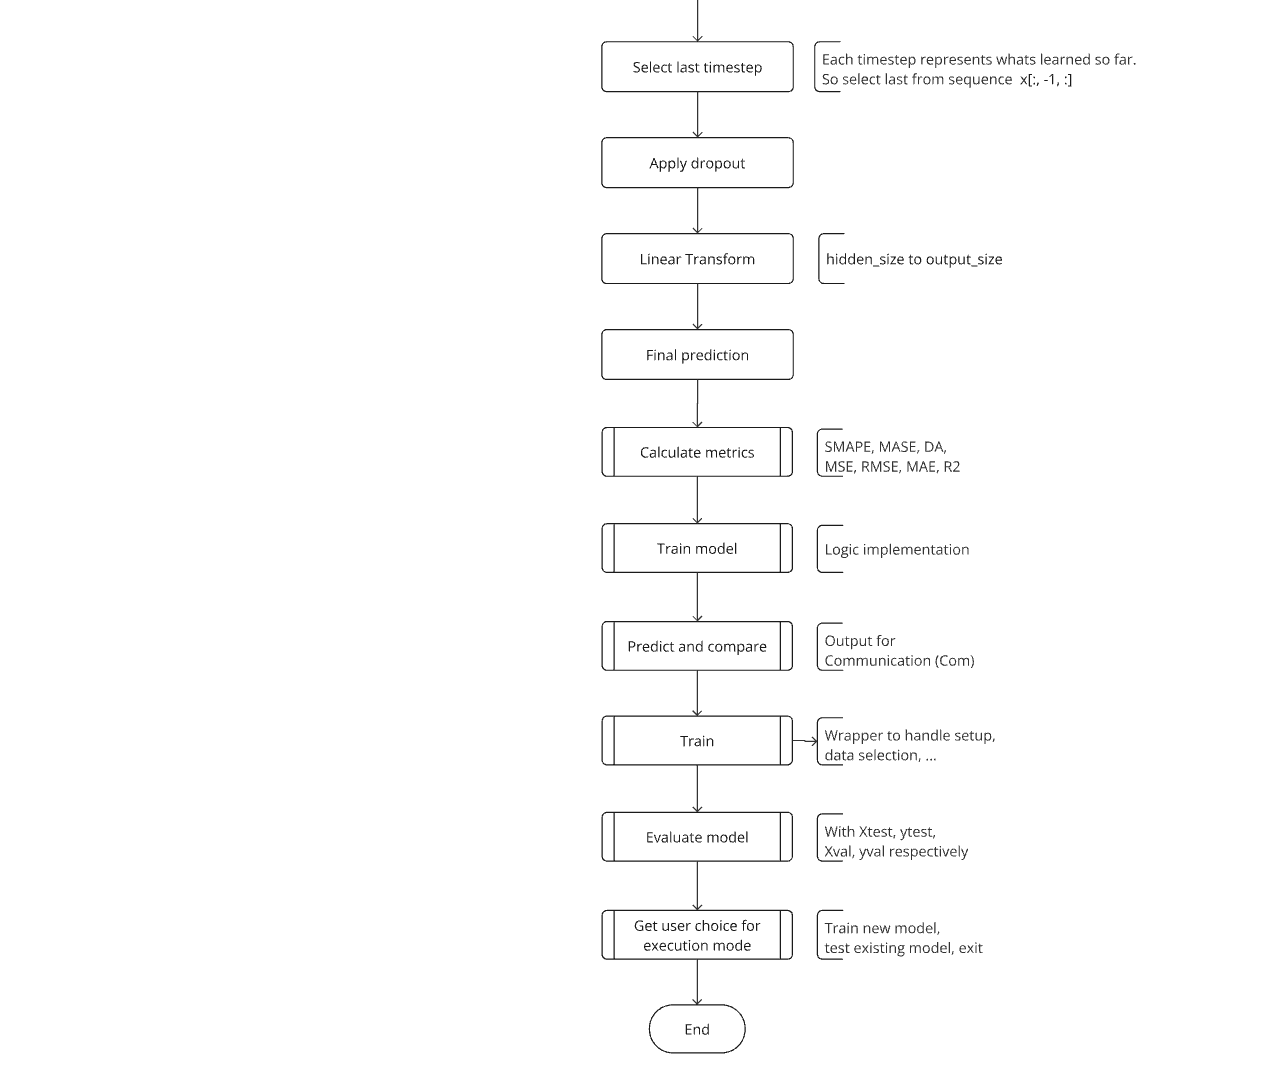 Select last timestep
Each timestep represents whats learned so far.
So select last from sequence x[:, -1, :]
Apply dropout
Linear Transform
hidden_size to output_size
Final prediction
Calculate metrics
SMAPE, MASE, DA,
MSE, RMSE, MAE, R2
Train model
Logic implementation
Predict and compare
Output for
Communication (Com)
Train
Wrapper to handle setup,
data selection, ...
Evaluate model
With Xtest, ytest,
Xval, yval respectively
Get user choice for
execution mode
Train new model,
test existing model, exit
End